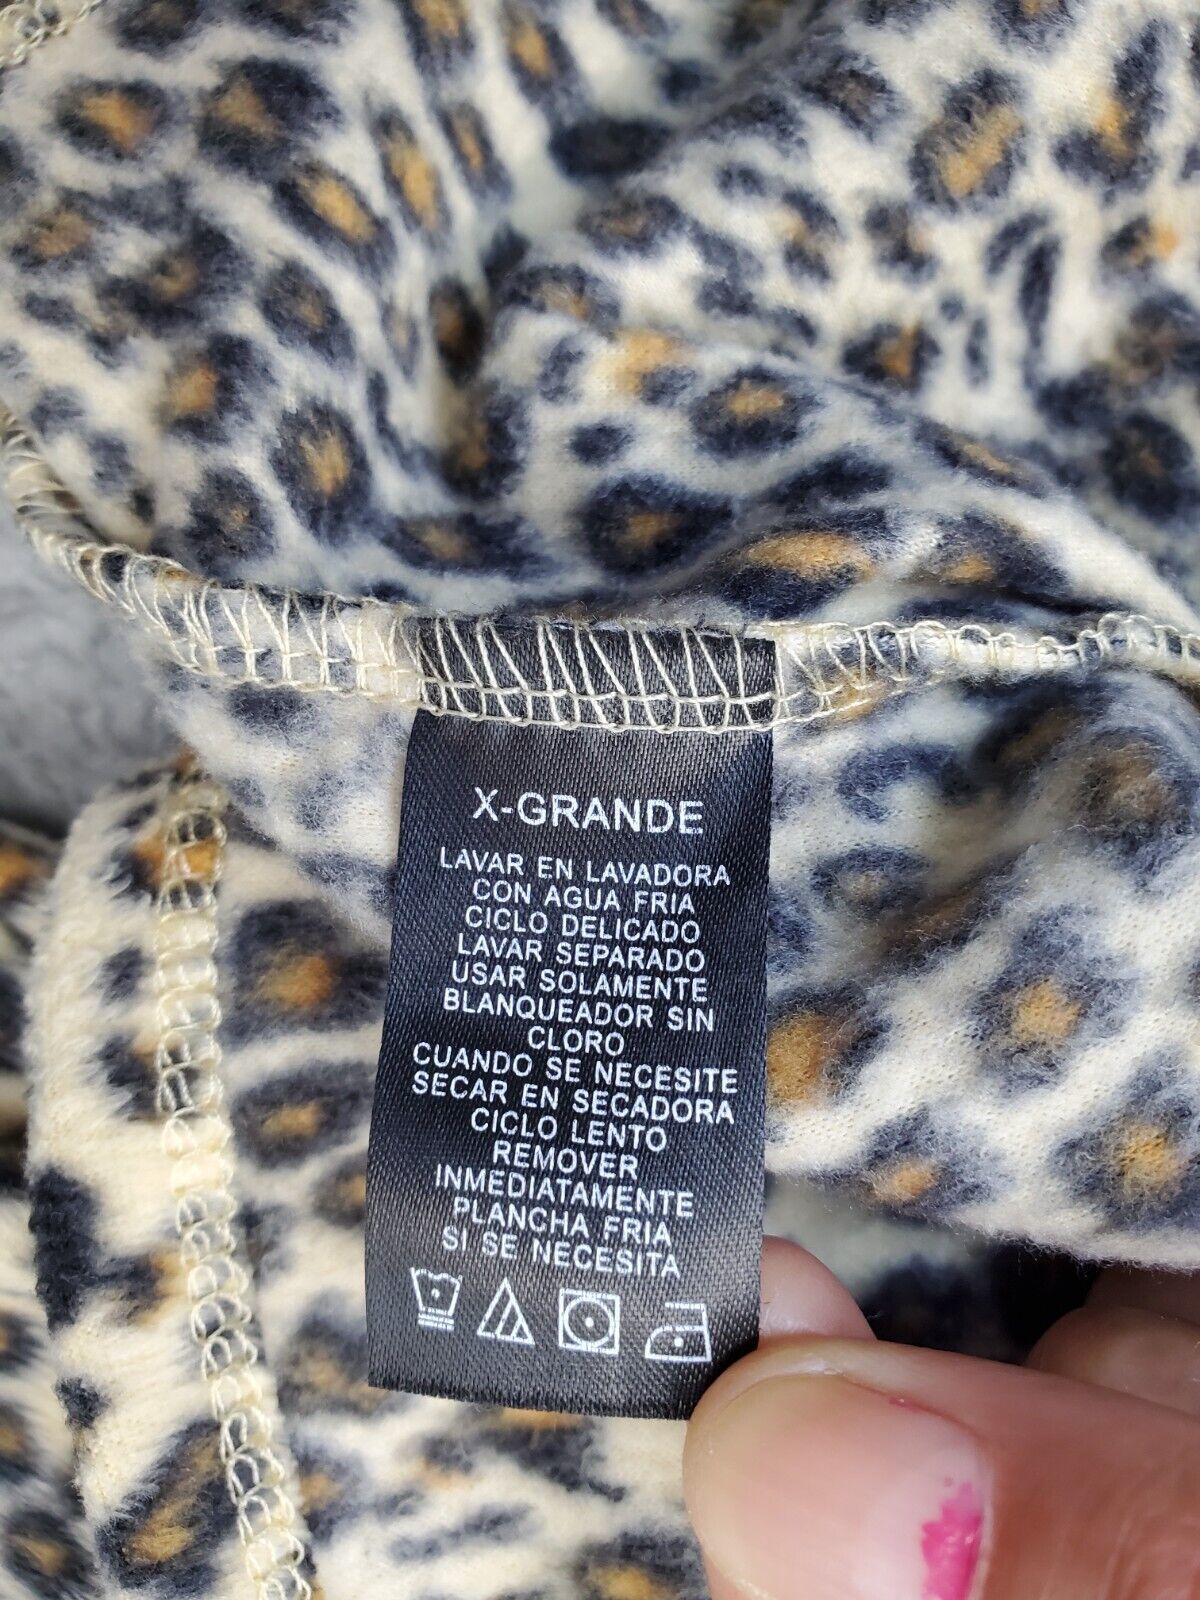 X-GRANDE
LAVAR EN LAVADORA
CON AGUA FRIA
CICLO DELICADO
LAVAR SEPARADO
USAR SOLAMENTE
BLANQUEADOR SIN
CLORO
CUANDO SE NECESITE
SECAR EN SECADORA
CICLO LENTO
REMOVER
INMEDIATAMENTE
PLANCHA FRIA
SI SE NECESITA